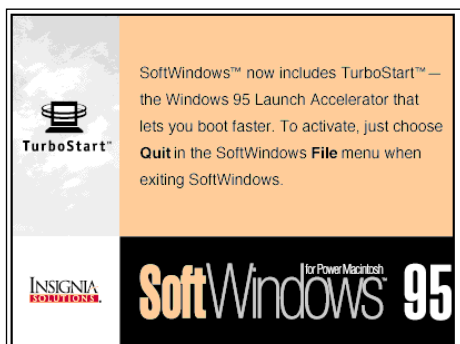 SoftWindows™ now includes TurboStart™—
the Windows 95 Launch Accelerator that
lets you boot faster. To activate, just choose
Quit in the SoftWindows File menu when
exiting SoftWindows.
TurboStart™
INSIGNIA
SOLUTIONS.
for Power Macintosh
SoftWindows™ 95